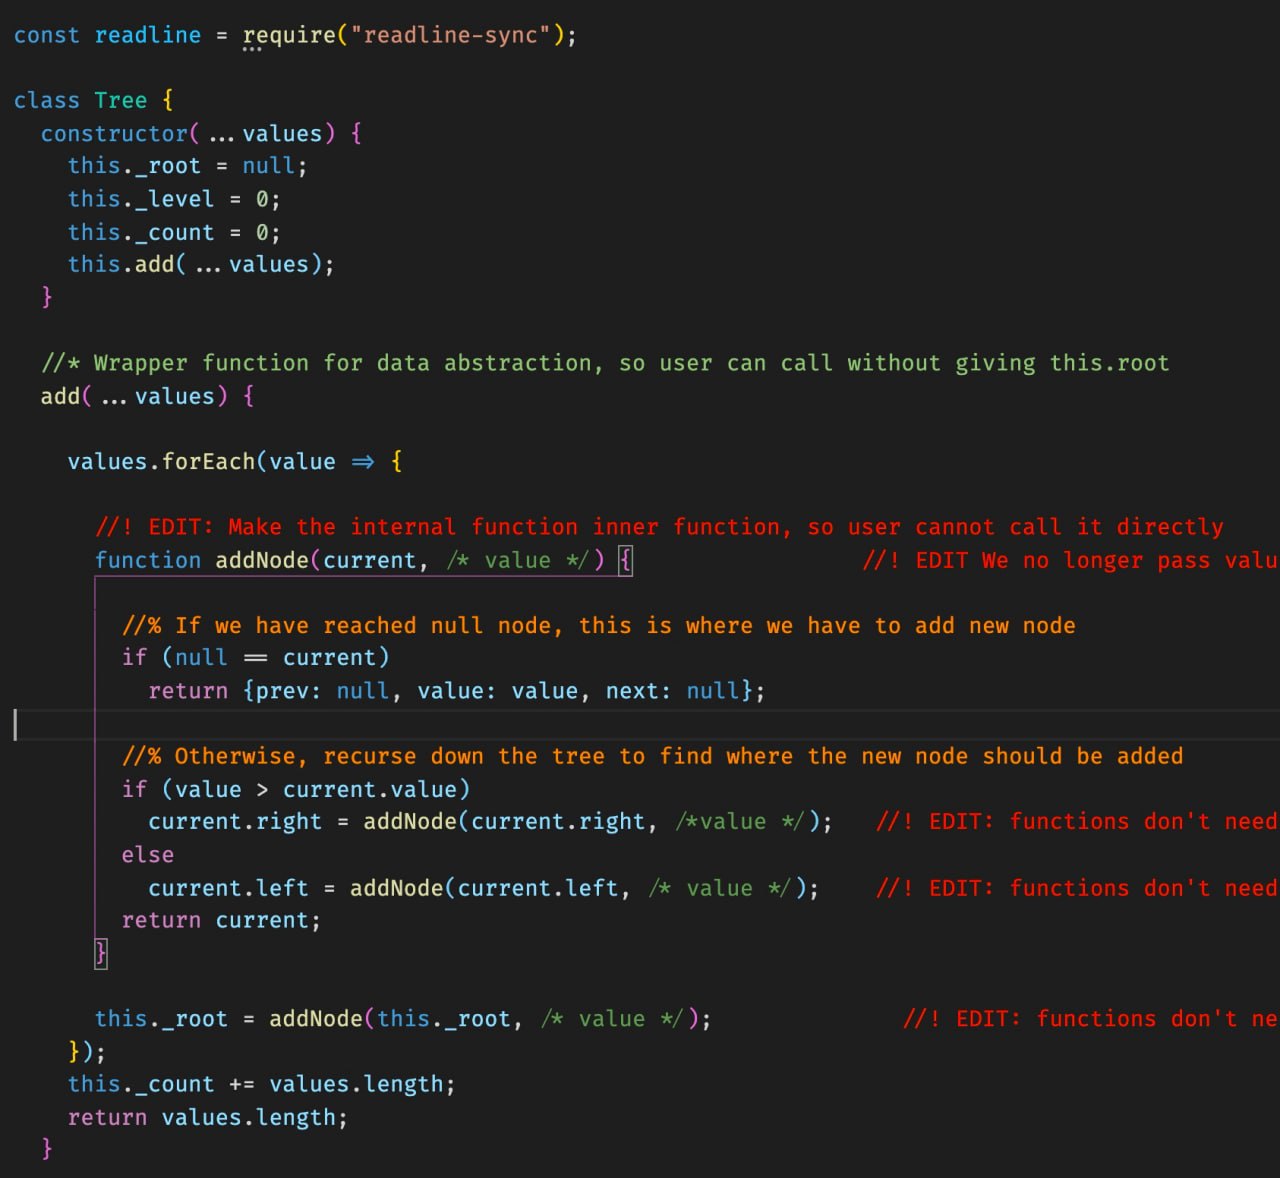 const readline = require("readline-sync");
class Tree {
constructor(...values) {
this._root = null;
this._level = 0;
this._count = 0;
this.add(...values);
}
//* Wrapper function for data abstraction, so user can call without giving this.root
add(...values) {
values.forEach(value => {
//! EDIT: Make the internal function inner function, so user cannot call it directly
function addNode(current, /* value */) { //! EDIT We no longer pass valu
//% If we have reached null node, this is where we have to add new node
if (null == current)
return {prev: null, value: value, next: null};
//% Otherwise, recurse down the tree to find where the new node should be added
if (value > current.value)
current.right = addNode(current.right, /*value */); //! EDIT: functions don't need
else
current.left = addNode(current.left, /* value */); //! EDIT: functions don't need
return current;
}
this._root = addNode(this._root, /* value */); //! EDIT: functions don't ne
});
this._count += values.length;
return values.length;
}